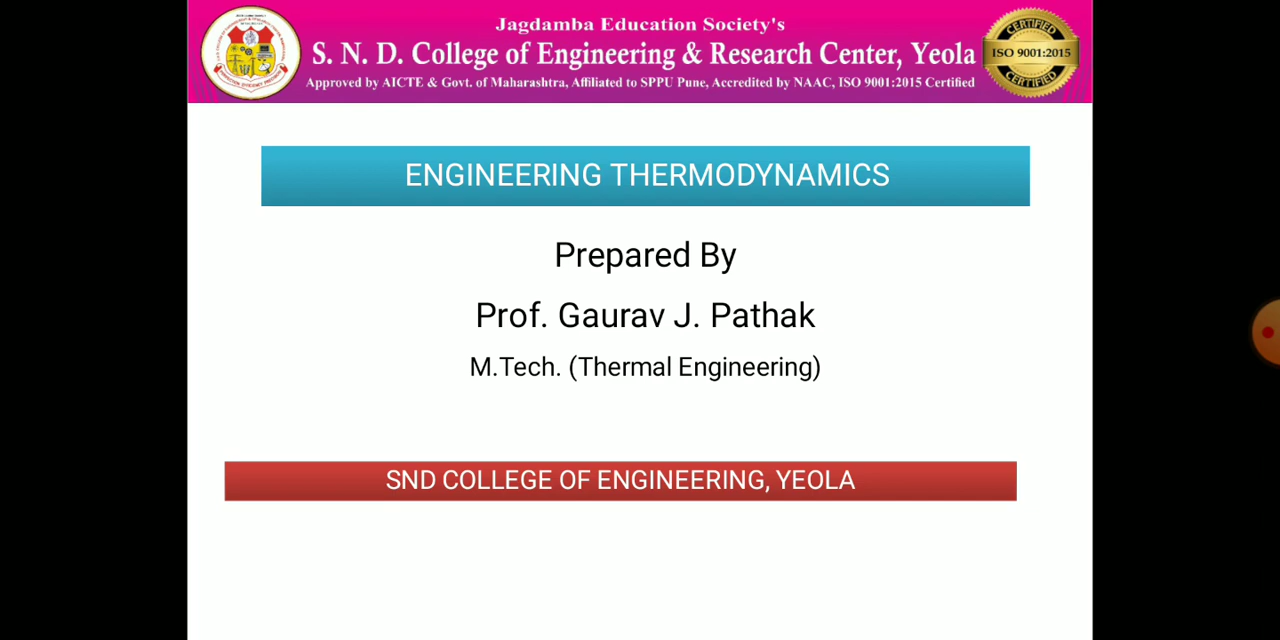 Jagdamba Education Society's
S. N. D. College of Engineering & Research Center, Yeola
Approved by AICTE & Govt. of Maharashtra, Affiliated to SPPU Pune, Accredited by NAAC, ISO 9001:2015 Certified
CERTIFIED
ISO 9001:2015
CERTIFIED
ENGINEERING THERMODYNAMICS
Prepared By
Prof. Gaurav J. Pathak
M.Tech. (Thermal Engineering)
SND COLLEGE OF ENGINEERING, YEOLA